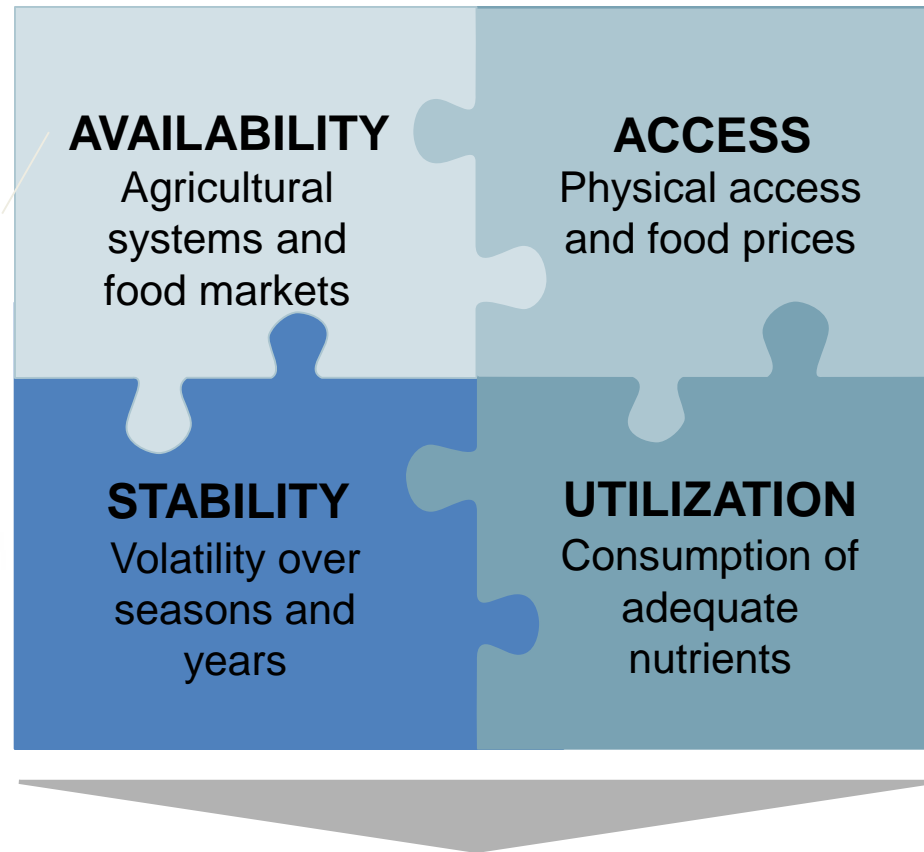 AVAILABILITY
Agricultural
systems and
food markets
ACCESS
Physical access
and food prices
STABILITY
Volatility over
seasons and
years
UTILIZATION
Consumption of
adequate
nutrients